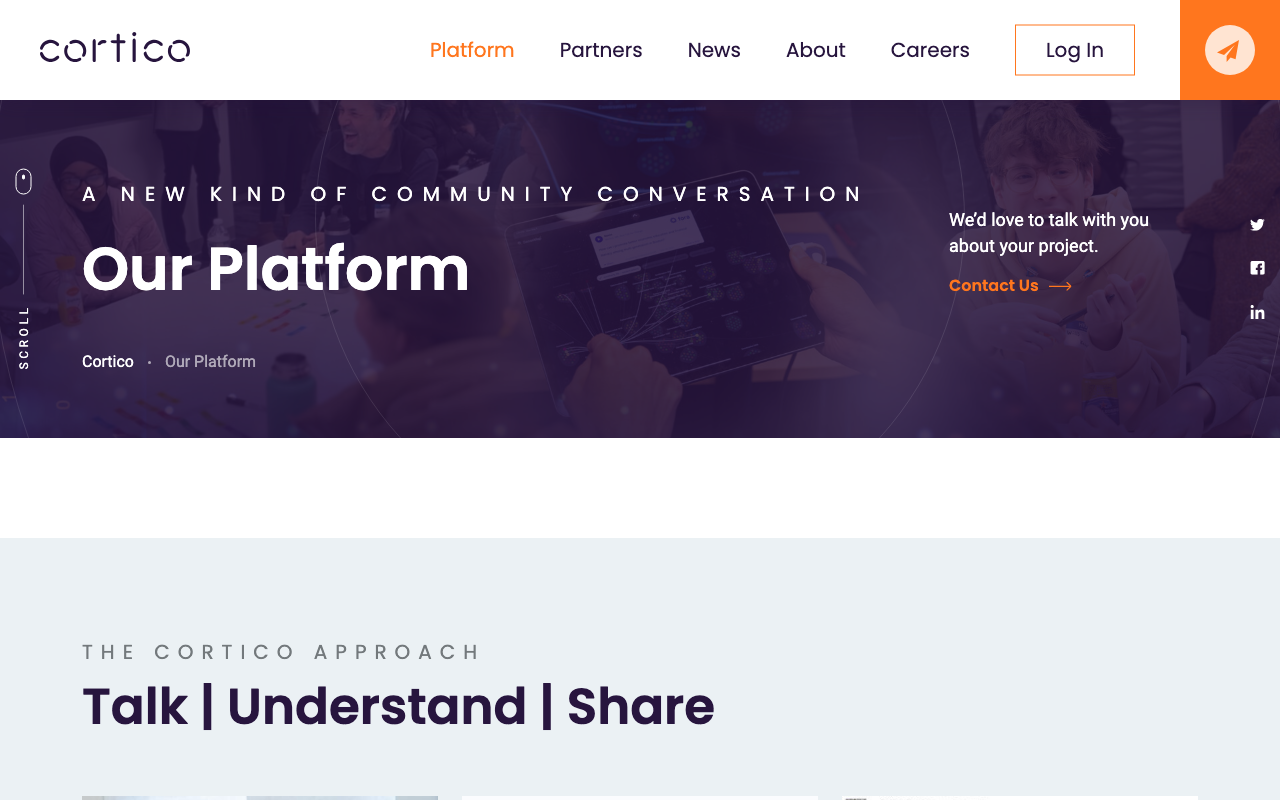 cortico
Platform
Partners
News
About
Careers
Log In
A NEW KIND OF COMMUNITY CONVERSATION
Our Platform
Cortico • Our Platform
We’d love to talk with you
about your project.
Contact Us
SCROLL
THE CORTICO APPROACH
Talk | Understand | Share